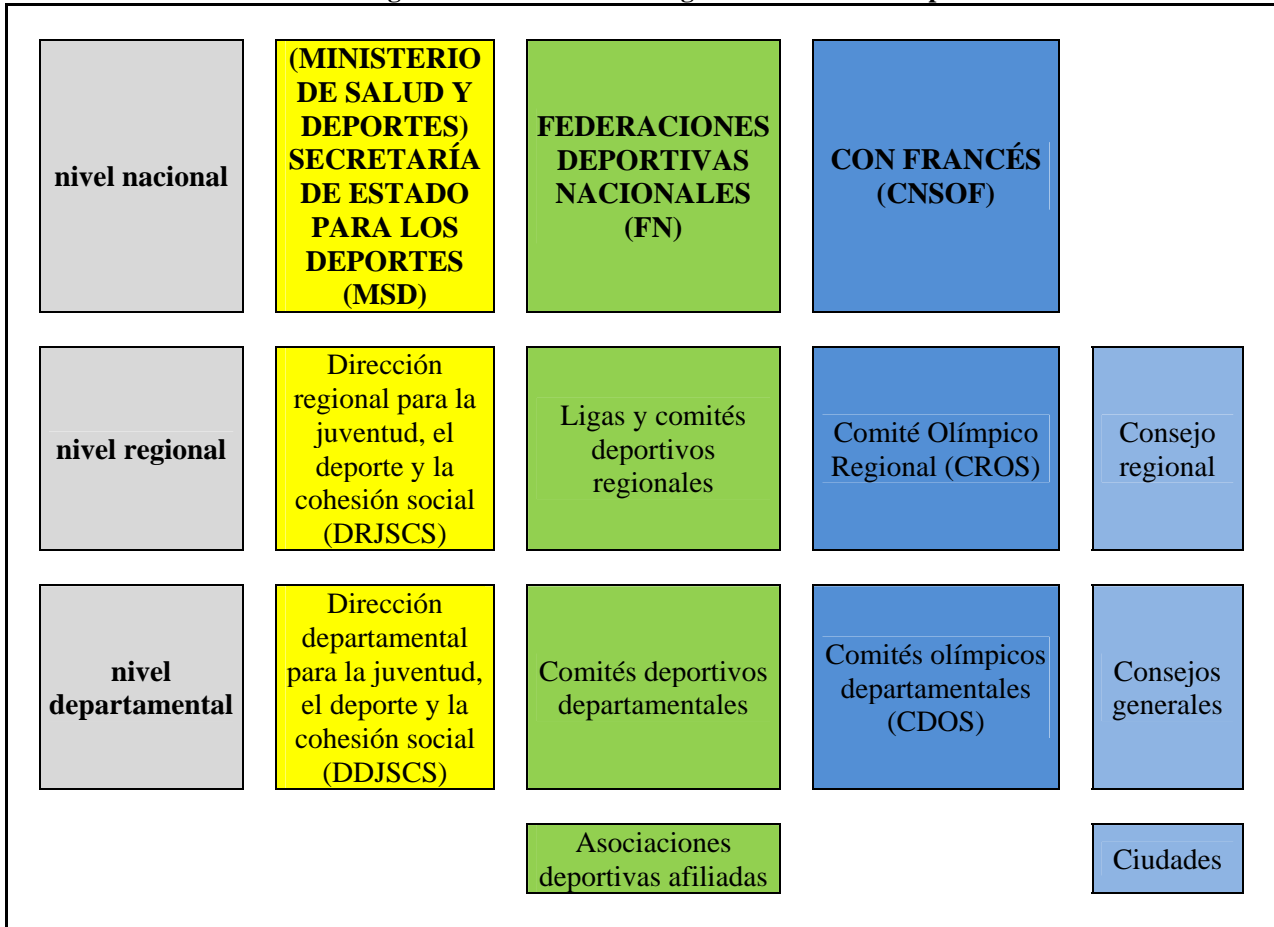 (MINISTERIO
DE SALUD Y
DEPORTES)
SECRETARÍA
DE ESTADO
PARA LOS
DEPORTES
(MSD)
nivel nacional
FEDERACIONES
DEPORTIVAS
NACIONALES
(FN)
CON FRANCÉS
(CNSOF)
nivel regional
Dirección
regional para la
juventud, el
deporte y la
cohesión social
(DRJSCS)
Ligas y comités
deportivos
regionales
Comité Olímpico
Regional (CROS)
Consejo
regional
nivel
departamental
Dirección
departamental
para la juventud,
el deporte y la
cohesión social
(DDJSCS)
Comités deportivos
departamentales
Comités olímpicos
departamentales
(CDOS)
Consejos
generales
Asociaciones
deportivas afiliadas
Ciudades